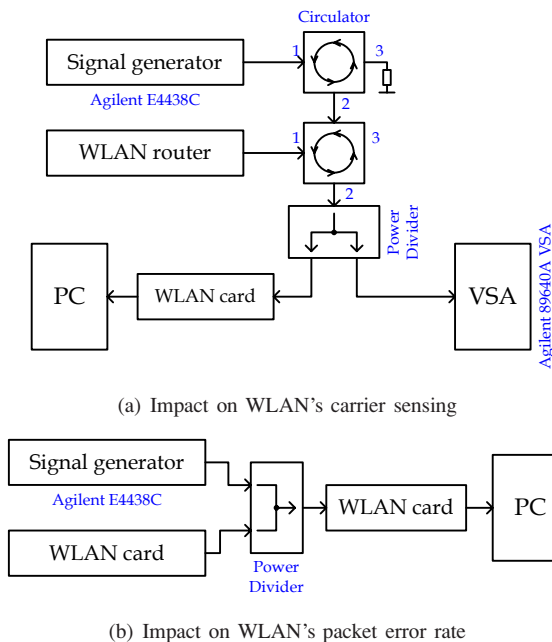 Circulator
Signal generator
1
3
Agilent E4438C
2
WLAN router
1
3
2
Power
Divider
PC
WLAN card
VSA
Agilent 89640A VSA
(a) Impact on WLAN's carrier sensing
Signal generator
Agilent E4438C
WLAN card
PC
WLAN card
Power
Divider
(b) Impact on WLAN's packet error rate